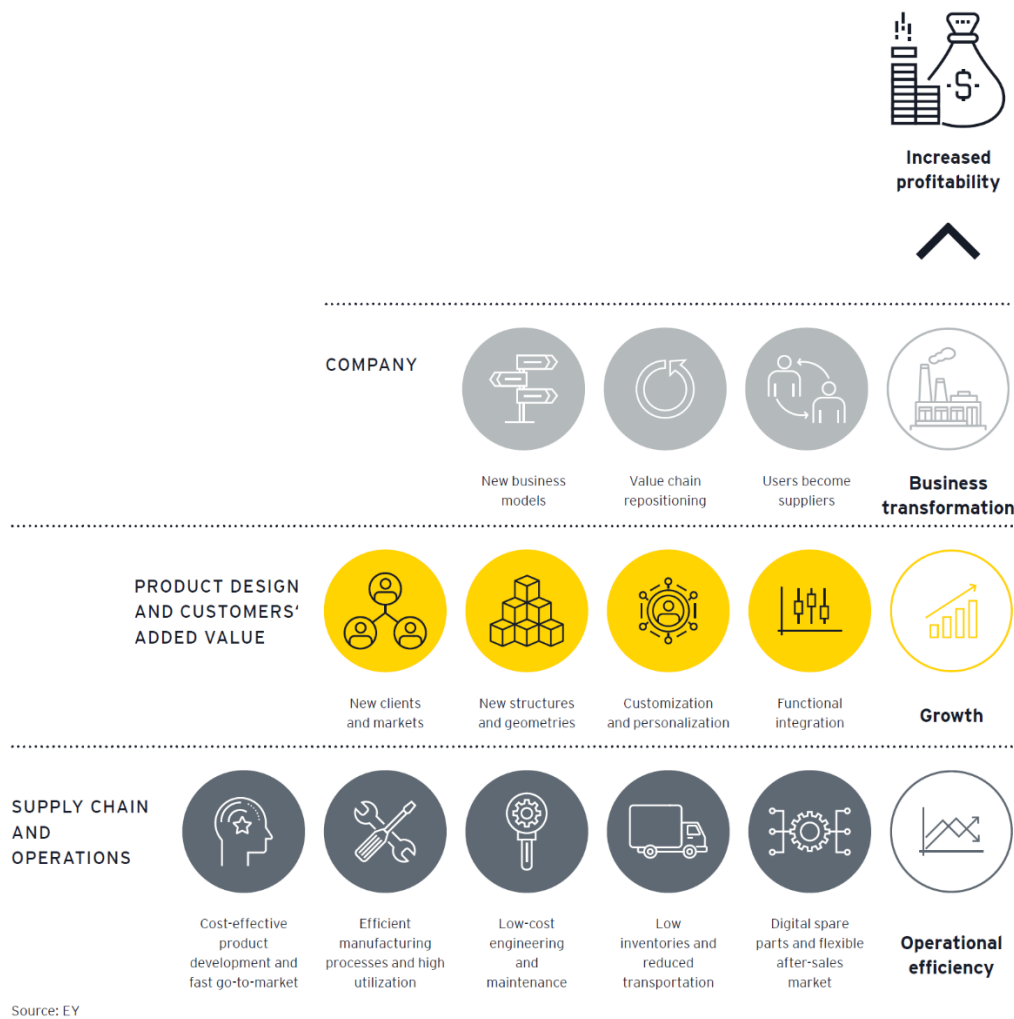 $
Increased
profitability
COMPANY
New business
models
Value chain
repositioning
Users become
suppliers
Business
transformation
PRODUCT DESIGN
AND CUSTOMERS‘
ADDED VALUE
New clients
and markets
New structures
and geometries
Customization
and personalization
Functional
integration
Growth
SUPPLY CHAIN
AND
OPERATIONS
Cost-effective
product
development and
fast go-to-market
Efficient
manufacturing
processes and high
utilization
Low-cost
engineering
and
maintenance
Low
inventories and
reduced
transportation
Digital spare
parts and flexible
after-sales
market
Operational
efficiency
Source: EY